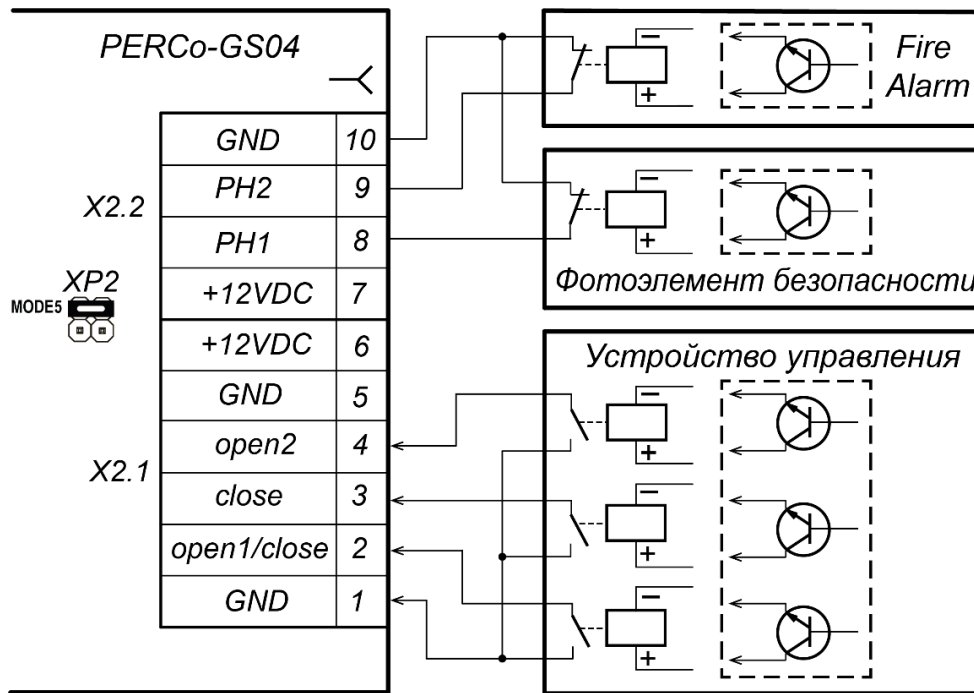 PERCo-GS04
X2.2
XP2
MODE5
X2.1
GND 10
PH2 9
PH1 8
+12VDC 7
+12VDC 6
GND 5
open2 4
close 3
open1/close 2
GND 1
Fire
Alarm
− 
+
Фотоэлемент безопасности
−
+
Устройство управления
−
+
−
+
−
+